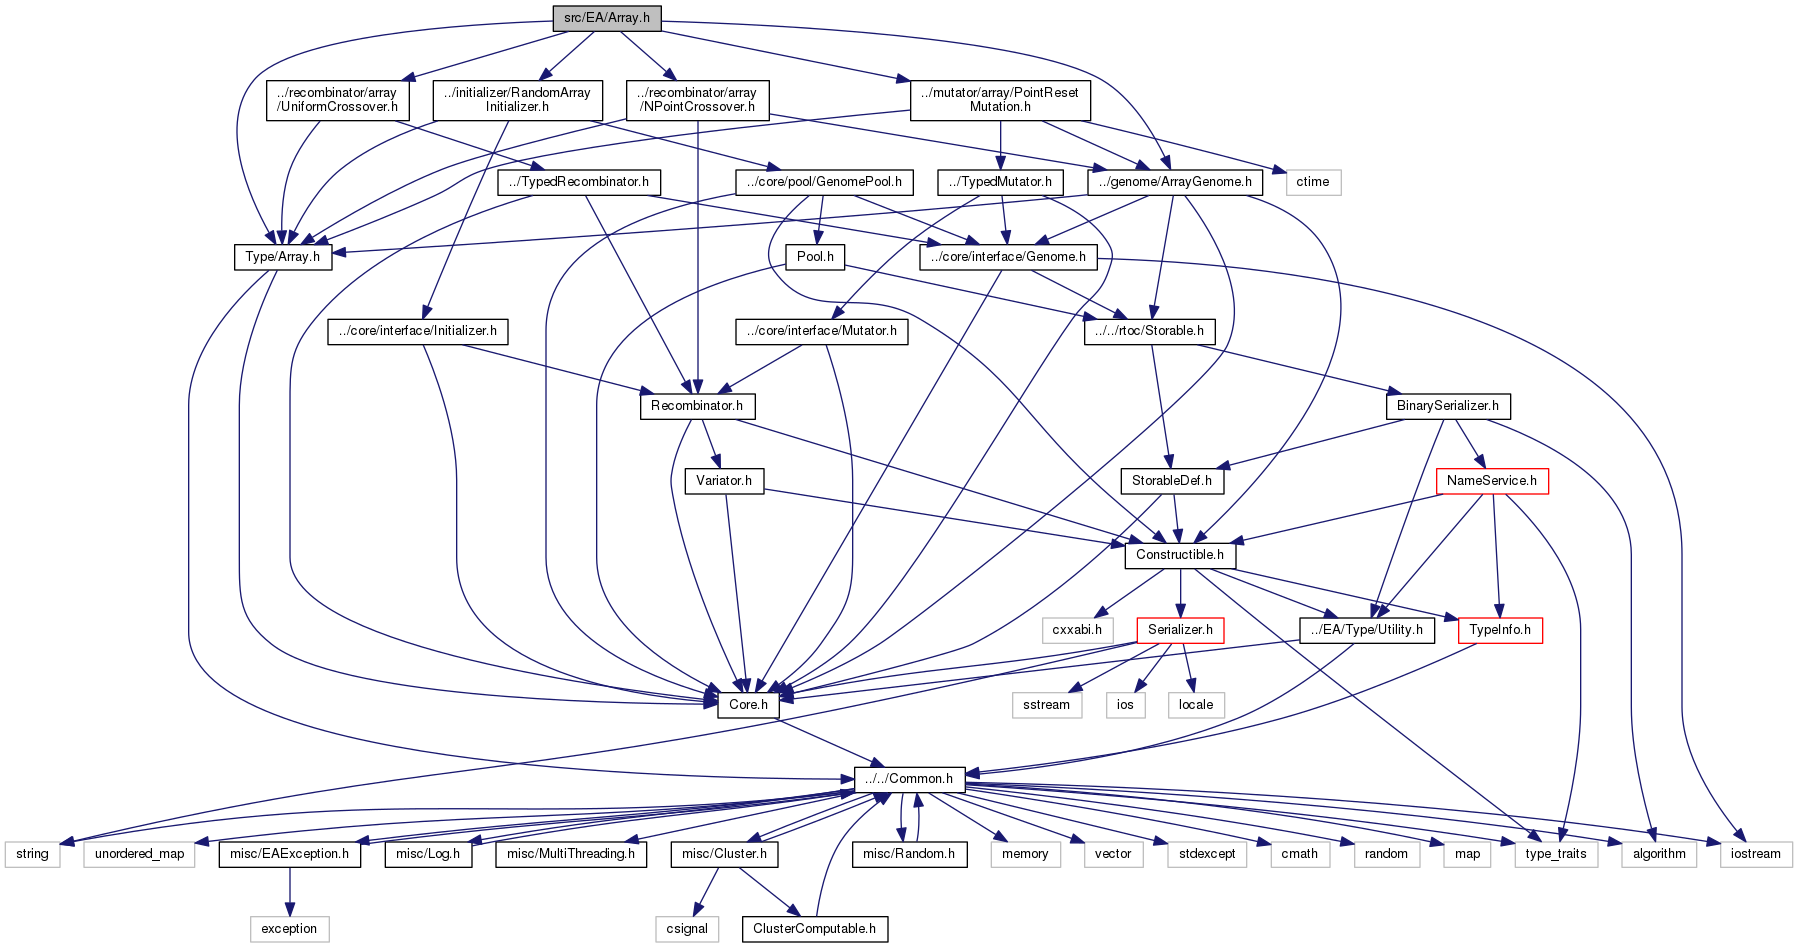 src/EA/Array.h
../recombinator/array
/UniformCrossover.h
../initializer/RandomArray
Initializer.h
../recombinator/array
/NPointCrossover.h
../mutator/array/PointReset
Mutation.h
../TypedRecombinator.h
../core/pool/GenomePool.h
../TypedMutator.h
../genome/ArrayGenome.h
ctime
Type/Array.h
Pool.h
../core/interface/Genome.h
../core/interface/Initializer.h
../core/interface/Mutator.h
../../rtoc/Storable.h
Recombinator.h
BinarySerializer.h
Variator.h
StorableDef.h
NameService.h
Constructible.h
cxxabi.h
Serializer.h
../EA/Type/Utility.h
TypeInfo.h
Core.h
sstream
ios
locale
../../Common.h
string
unordered_map
misc/EAException.h
misc/Log.h
misc/MultiThreading.h
misc/Cluster.h
misc/Random.h
memory
vector
stdexcept
cmath
random
map
type_traits
algorithm
iostream
exception
csignal
ClusterComputable.h